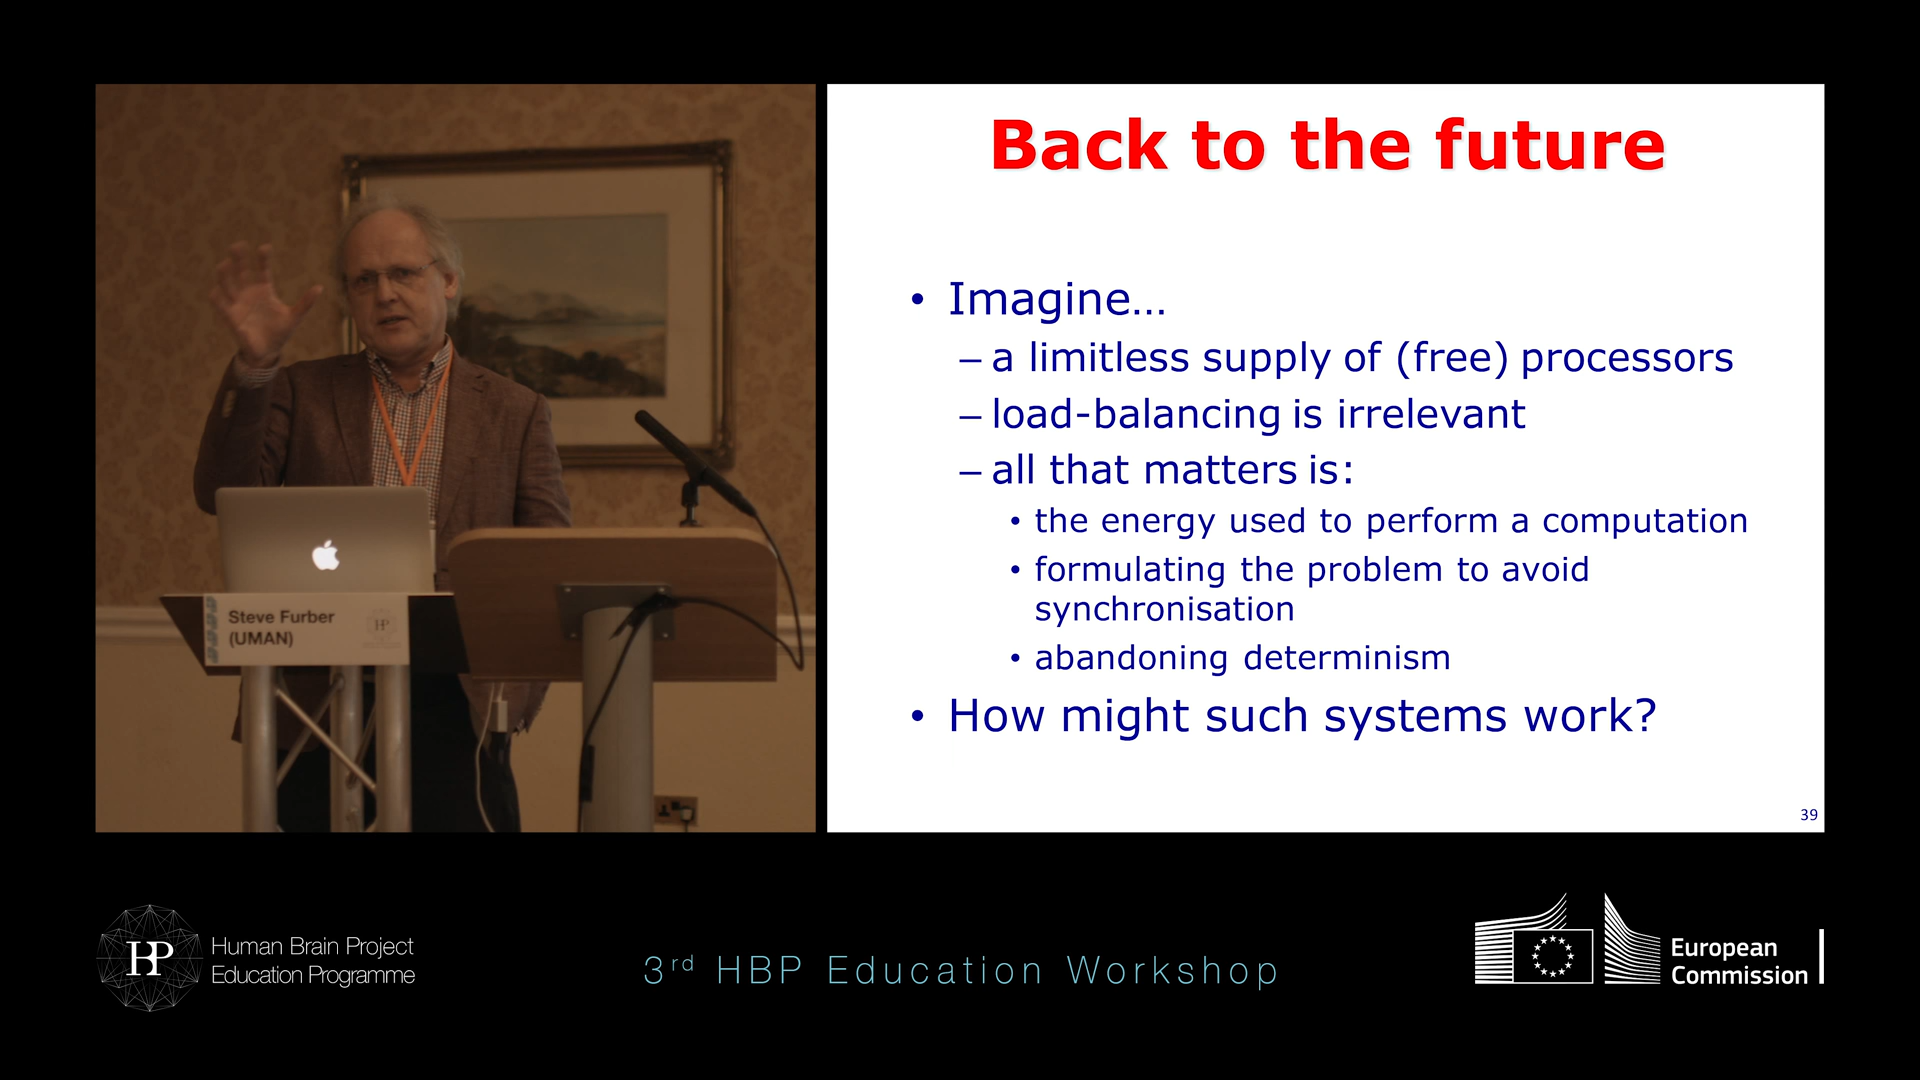 Back to the future
• Imagine…
– a limitless supply of (free) processors
– load-balancing is irrelevant
– all that matters is:
• the energy used to perform a computation
• formulating the problem to avoid
synchronisation
• abandoning determinism
• How might such systems work?
39
Steve Furber
(UMAN)
HP
HBP
Human Brain Project
Education Programme
3rd HBP Education Workshop
European
Commission